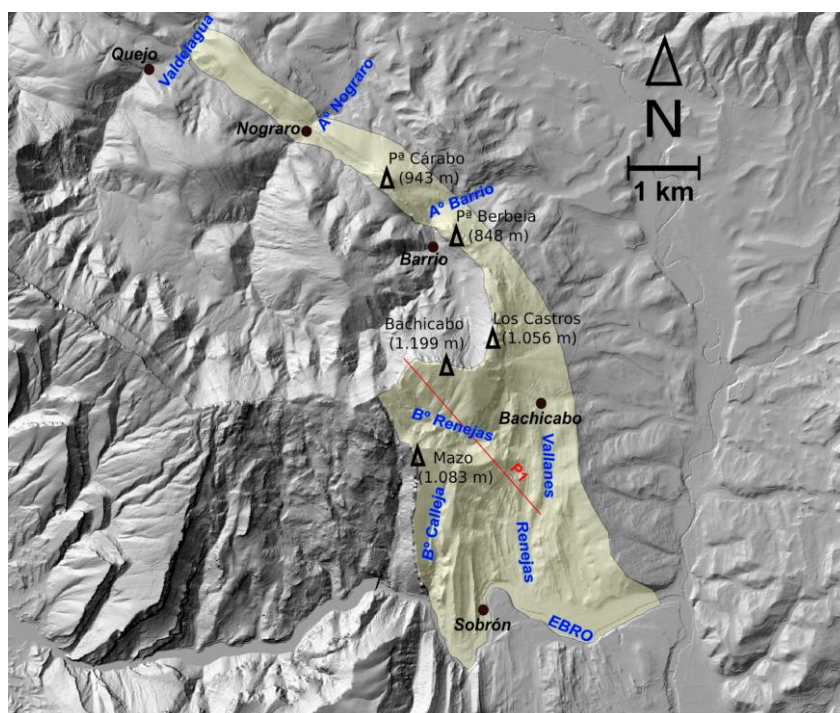 Quejo
Valdelagua
Nograro
Aº Nograro
N
1 km
Pª Cárabo
(943 m)
Aº Barrio
Pª Berbeia
(848 m)
Barrio
Bachicabo
(1.199 m)
Los Castros
(1.056 m)
Bº Renejas
Bachicabo
Mazo
(1.083 m)
P1
Vallanes
Bº Calleja
Renejas
Sobrón
EBRO